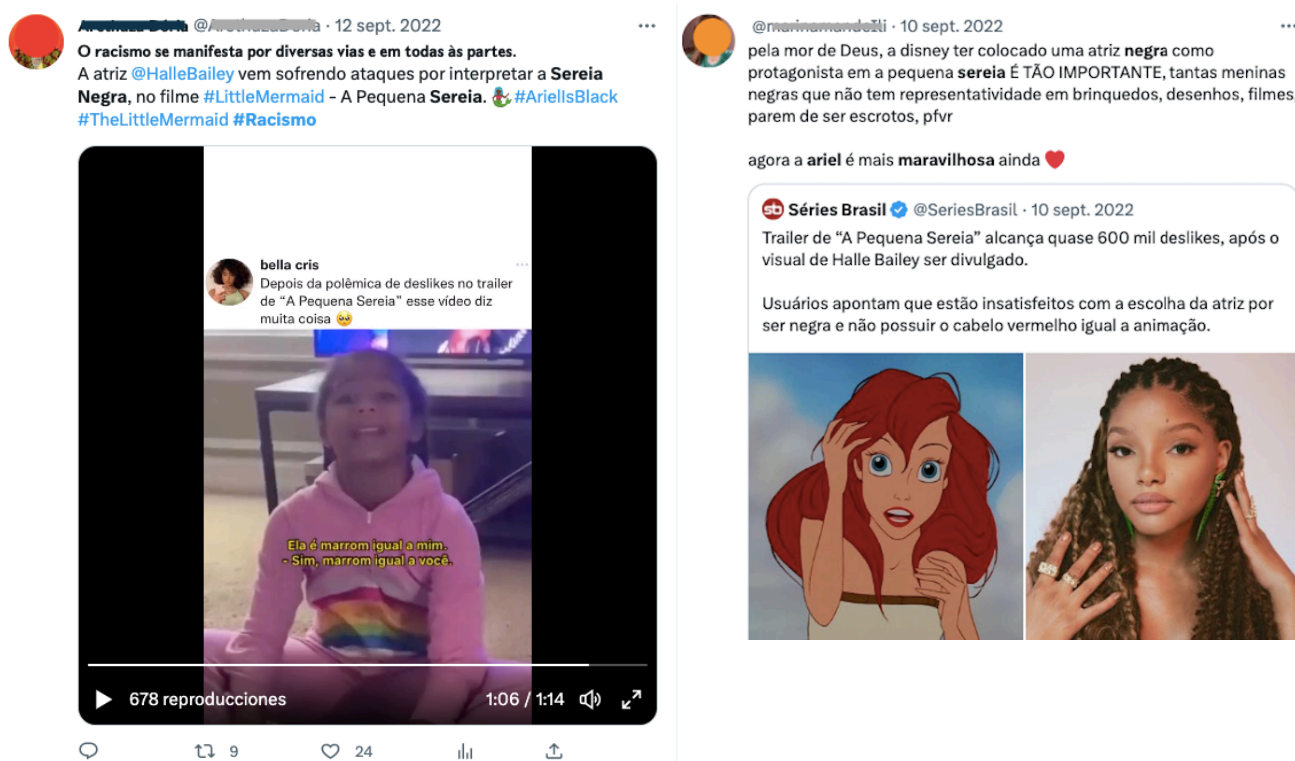 · 12 sept. 2022
O racismo se manifesta por diversas vias e em todas às partes.
A atriz @HalleBailey vem sofrendo ataques por interpretar a Sereia
Negra, no filme #LittleMermaid - A Pequena Sereia. 🧜‍♀️ #ArielIsBlack
#TheLittleMermaid #Racismo
bella cris
Depois da polêmica de deslikes no trailer
de “A Pequena Sereia” esse vídeo diz
muita coisa 🥹
Ela é marrom igual a mim.
- Sim, marrom igual a você.
678 reproducciones
1:06 / 1:14
9
24
· 10 sept. 2022
pela mor de Deus, a disney ter colocado uma atriz negra como
protagonista em a pequena sereia É TÃO IMPORTANTE, tantas meninas
negras que não tem representatividade em brinquedos, desenhos, filmes,
parem de ser escrotos, pfvr
agora a ariel é mais maravilhosa ainda ❤️
sb Séries Brasil @SeriesBrasil · 10 sept. 2022
Trailer de “A Pequena Sereia” alcança quase 600 mil deslikes, após o
visual de Halle Bailey ser divulgado.
Usuários apontam que estão insatisfeitos com a escolha da atriz por
ser negra e não possuir o cabelo vermelho igual a animação.